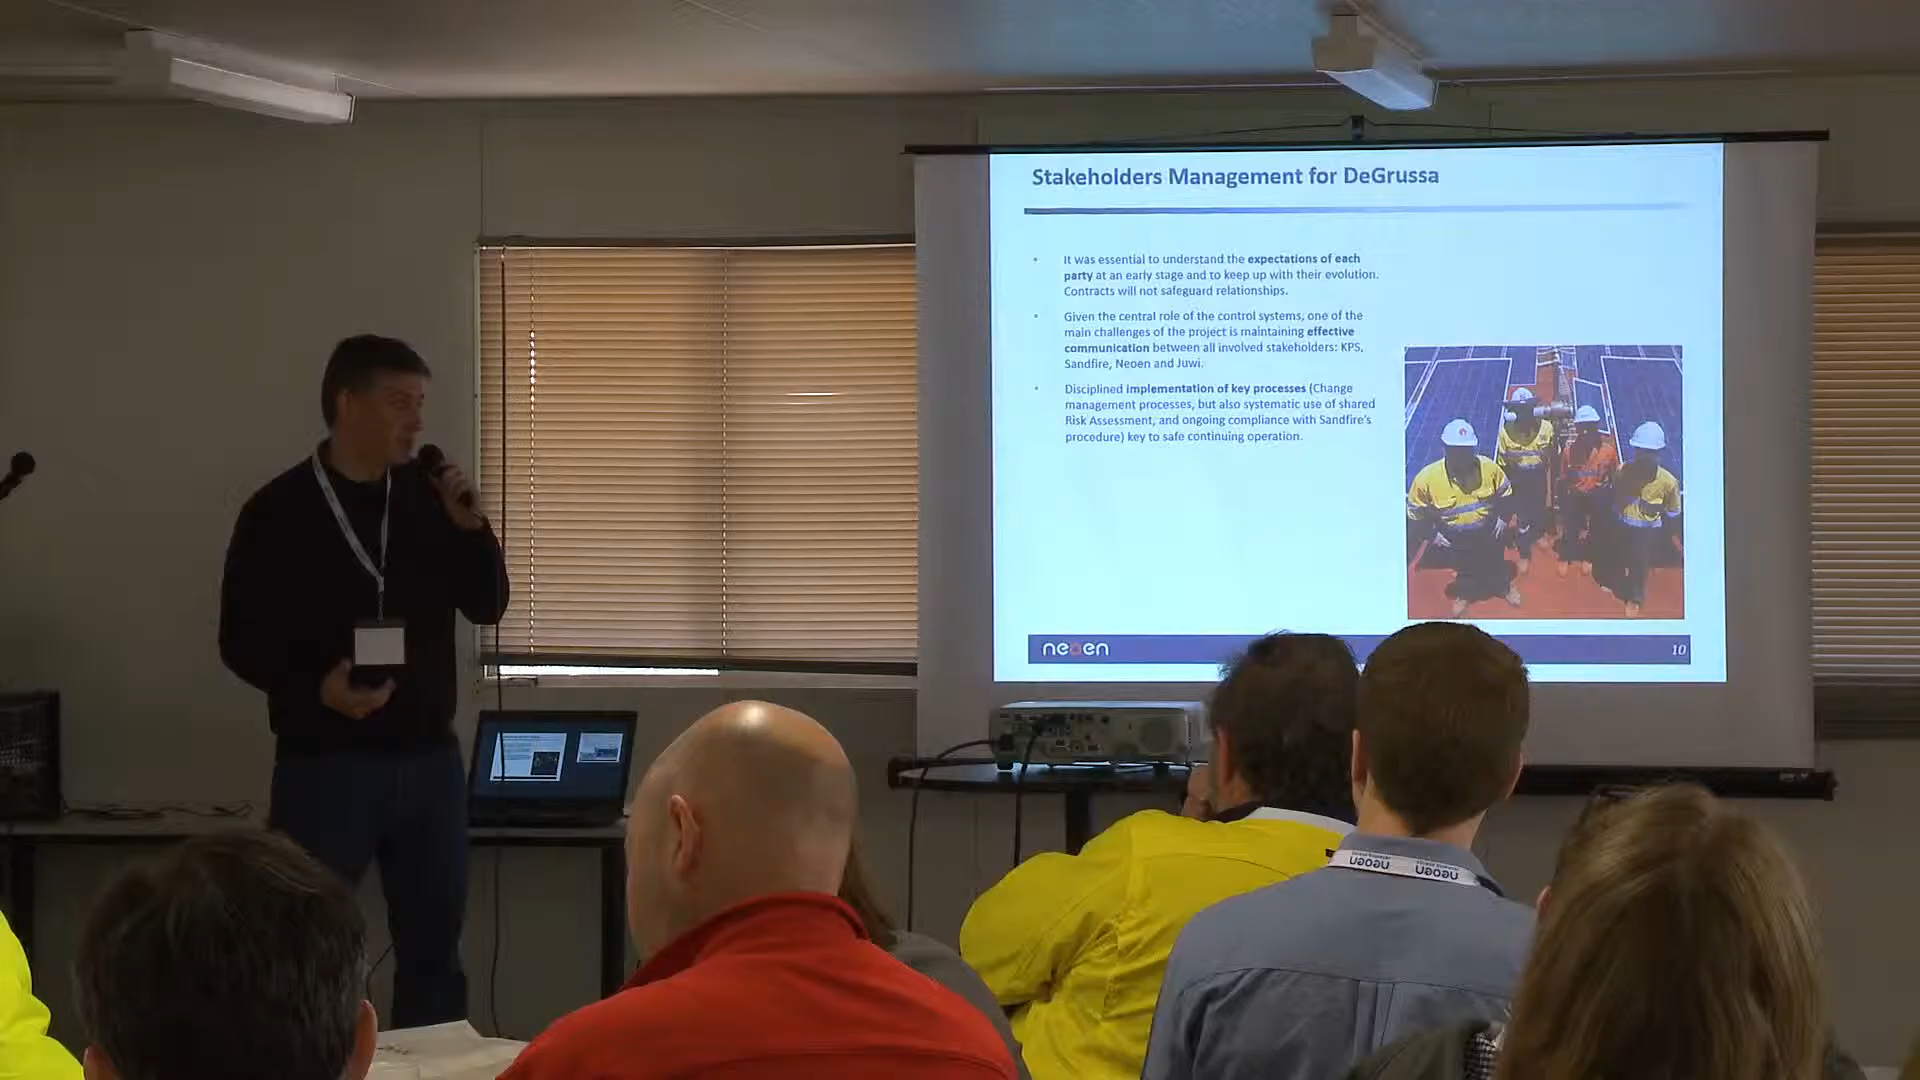 Stakeholders Management for DeGrussa
It was essential to understand the expectations of each
party at an early stage and to keep up with their evolution.
Contracts will not safeguard relationships.
Given the central role of the control systems, one of the
main challenges of the project is maintaining effective
communication between all involved stakeholders: KPS,
Sandfire, Neoen and Juwi.
Disciplined implementation of key processes (Change
management processes, but also systematic use of shared
Risk Assessment, and ongoing compliance with Sandfire's
procedure) key to safe continuing operation.
neoen
10
neoen
neoen